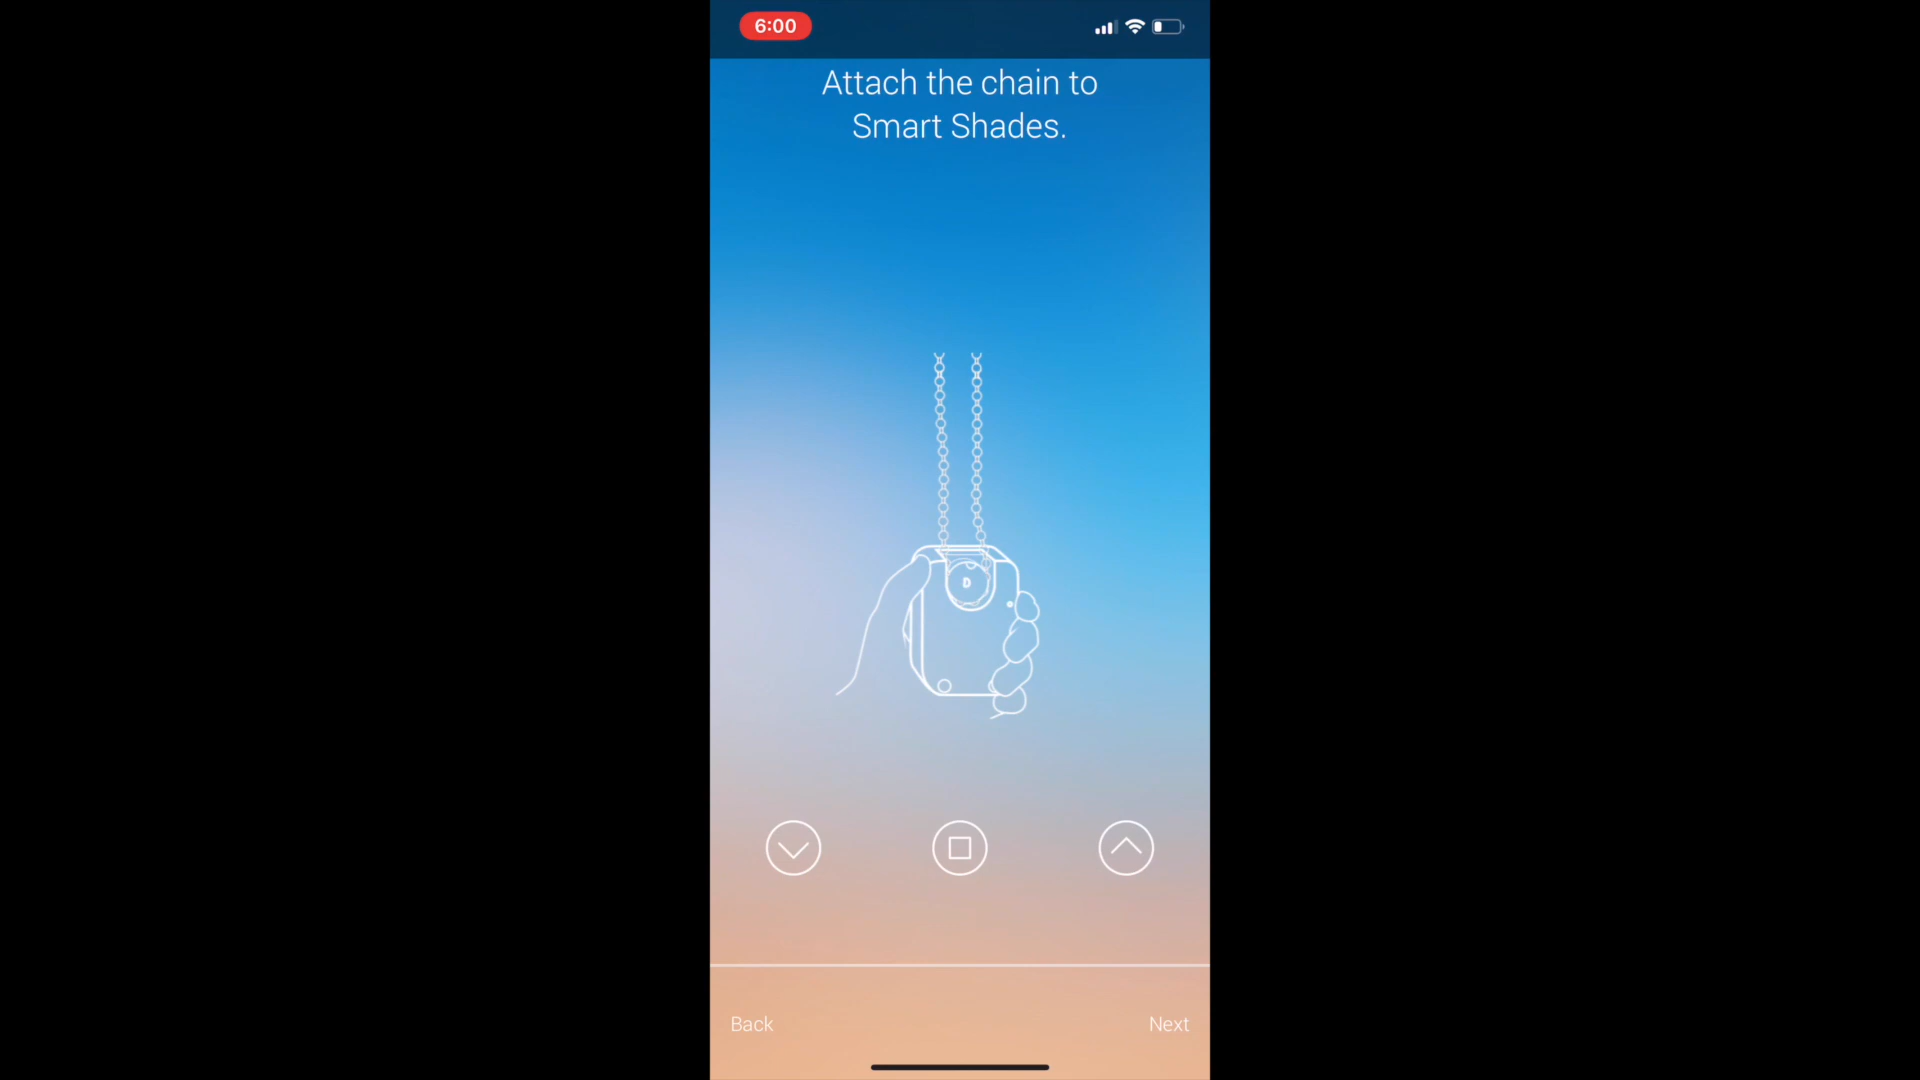 6:00
Attach the chain to
Smart Shades.
D
Back
Next